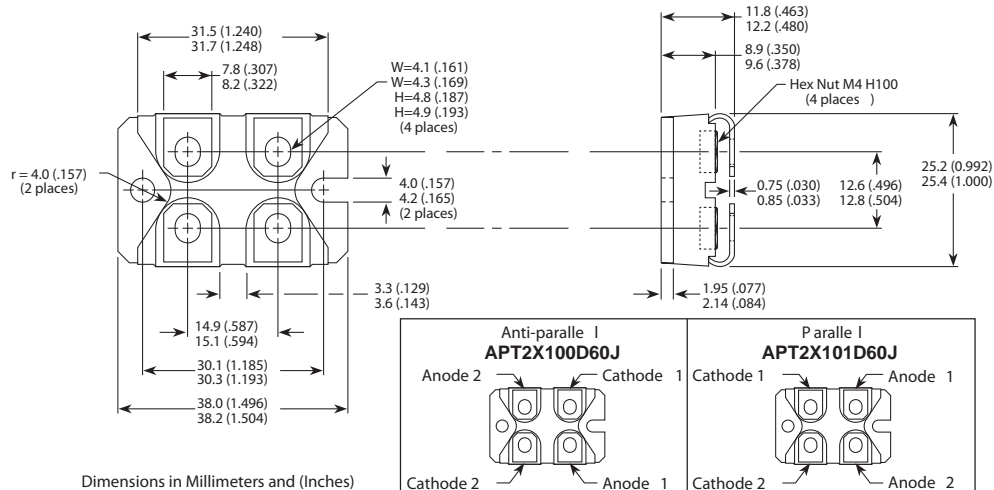 31.5 (1.240)
31.7 (1.248)
7.8 (.307)
8.2 (.322)
W=4.1 (.161)
W=4.3 (.169)
H=4.8 (.187)
H=4.9 (.193)
(4 places)
11.8 (.463)
12.2 (.480)
8.9 (.350)
9.6 (.378)
Hex Nut M4 H100
(4 places )
r = 4.0 (.157)
(2 places)
4.0 (.157)
4.2 (.165)
(2 places)
0.75 (.030)
0.85 (.033)
12.6 (.496)
12.8 (.504)
25.2 (0.992)
25.4 (1.000)
3.3 (.129)
3.6 (.143)
1.95 (.077)
2.14 (.084)
14.9 (.587)
15.1 (.594)
30.1 (1.185)
30.3 (1.193)
38.0 (1.496)
38.2 (1.504)
Dimensions in Millimeters and (Inches)
Anti-paralle l
APT2X100D60J
Anode 2
Cathode 1
Cathode 2
Anode 1
P aralle l
APT2X101D60J
Cathode 1
Anode 1
Cathode 2
Anode 2